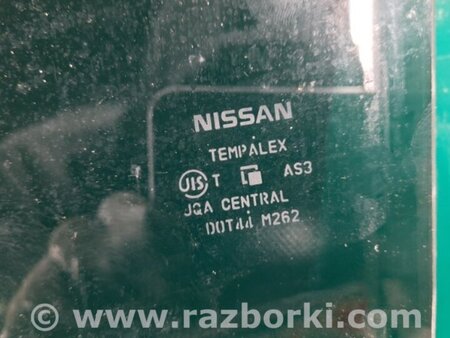 NISSAN
TEMPALEX
JIS T AS3
JQA CENTRAL
DOT44 M262
© www.razborki.com